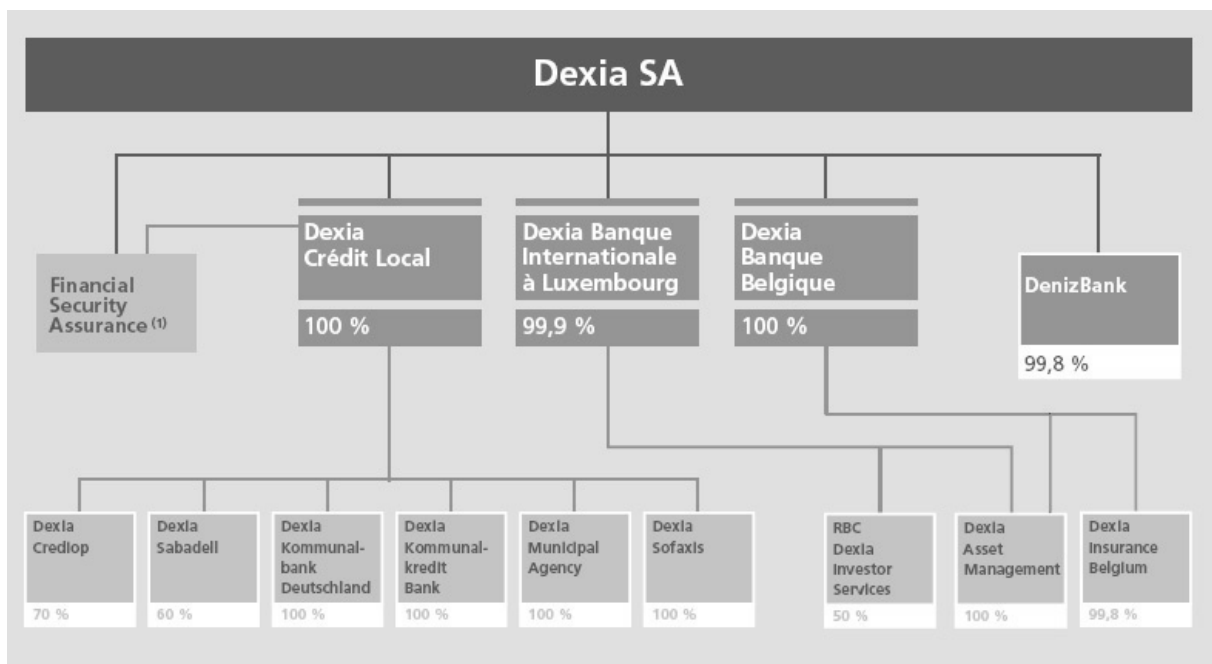 Dexia SA
Financial
Security
Assurance (1)
Dexia
Crédit Local
100 %
Dexia Banque
Internationale
à Luxembourg
99,9 %
Dexia
Banque
Belgique
100 %
DenizBank
99,8 %
Dexia
Crediop
70 %
Dexia
Sabadell
60 %
Dexia
Kommunal-
bank
Deutschland
100 %
Dexia
Kommunal-
kredit
Bank
100 %
Dexia
Municipal
Agency
100 %
Dexia
Sofaxis
100 %
RBC
Dexia
Investor
Services
50 %
Dexia
Asset
Management
100 %
Dexia
Insurance
Belgium
99,8 %